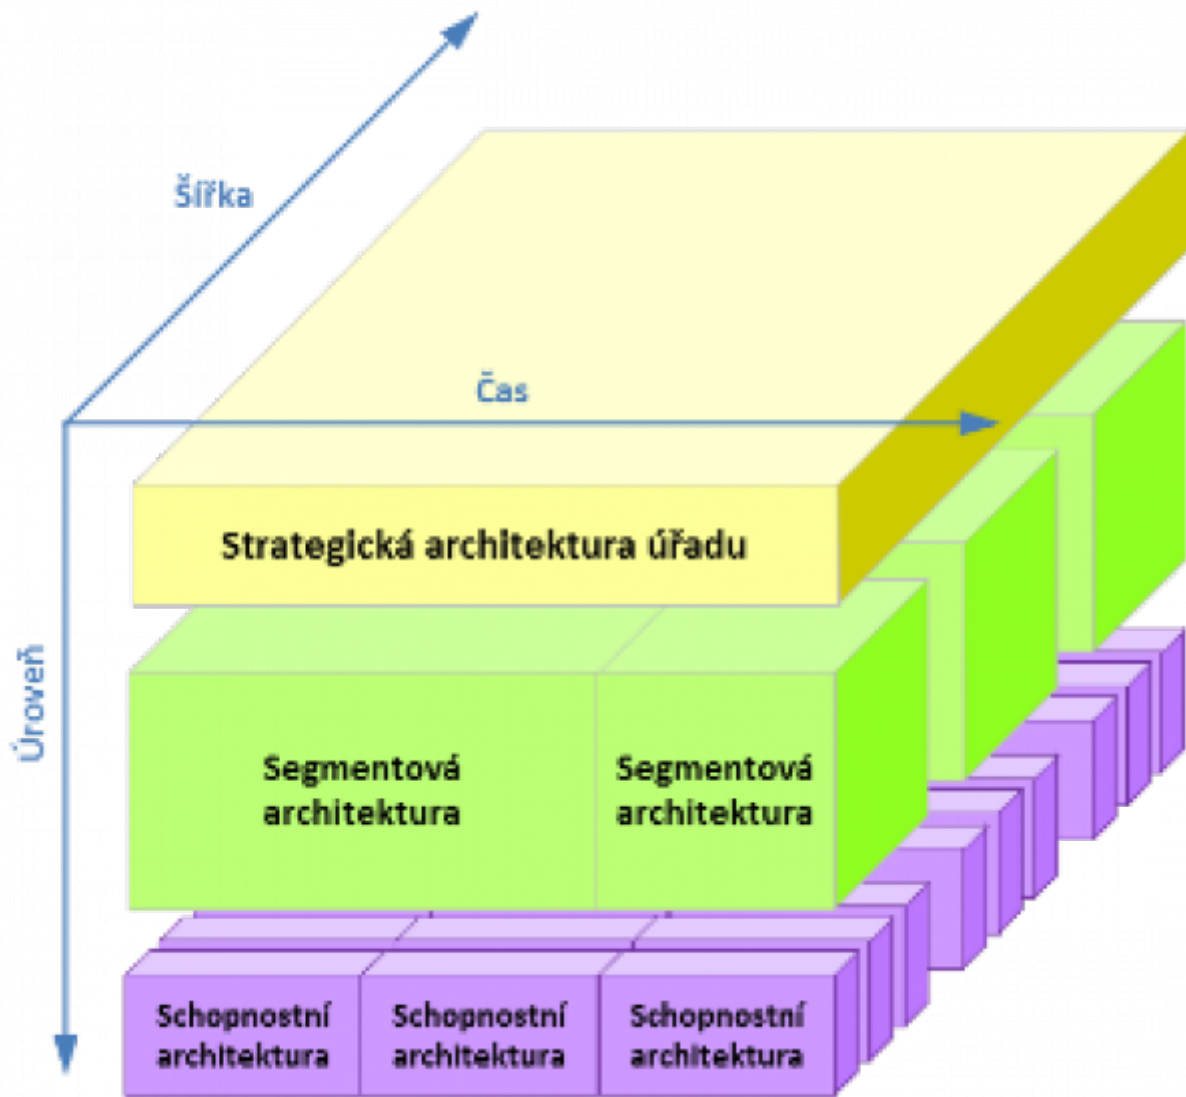 Šířka
Čas
Strategická architektura úřadu
Úroveň
Segmentová
architektura
Segmentová
architektura
Schopnostní
architektura
Schopnostní
architektura
Schopnostní
architektura